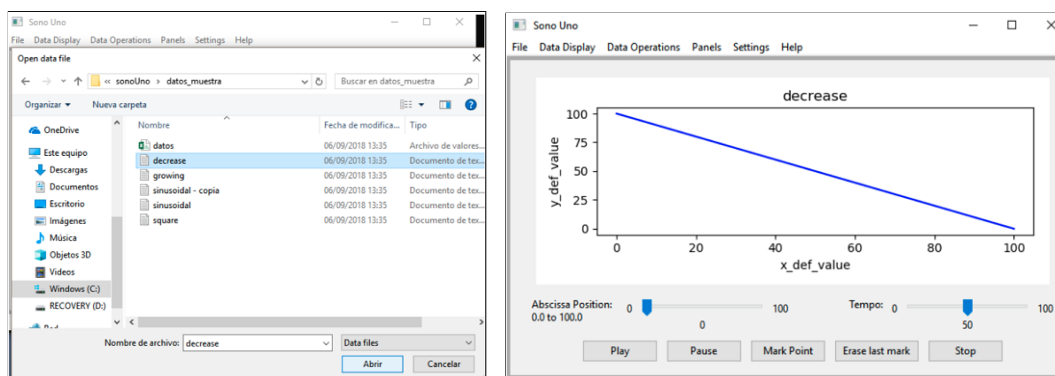 Sono Uno
File Data Display Data Operations Panels Settings Help
Open data file
« sonoUno › datos_muestra
Buscar en datos_muestra
Organizar Nueva carpeta
OneDrive
Este equipo
Descargas
Documentos
Escritorio
Imágenes
Música
Objetos 3D
Videos
Windows (C:)
RECOVERY (D:)
Nombre Fecha de modifica... Tipo
datos 06/09/2018 13:35 Archivo de valores...
decrease 06/09/2018 13:35 Documento de tex...
growing 06/09/2018 13:35 Documento de tex...
sinusoidal - copia 06/09/2018 13:35 Documento de tex...
sinusoidal 06/09/2018 13:35 Documento de tex...
square 06/09/2018 13:35 Documento de tex...
Nombre de archivo: decrease Data files
Abrir Cancelar
Sono Uno
File Data Display Data Operations Panels Settings Help
decrease
100
75
50
25
0
y_def_value
0 20 40 60 80 100
x_def_value
Abscissa Position: 0 100 Tempo: 0 100
0.0 to 100.0
0 50
Play Pause Mark Point Erase last mark Stop